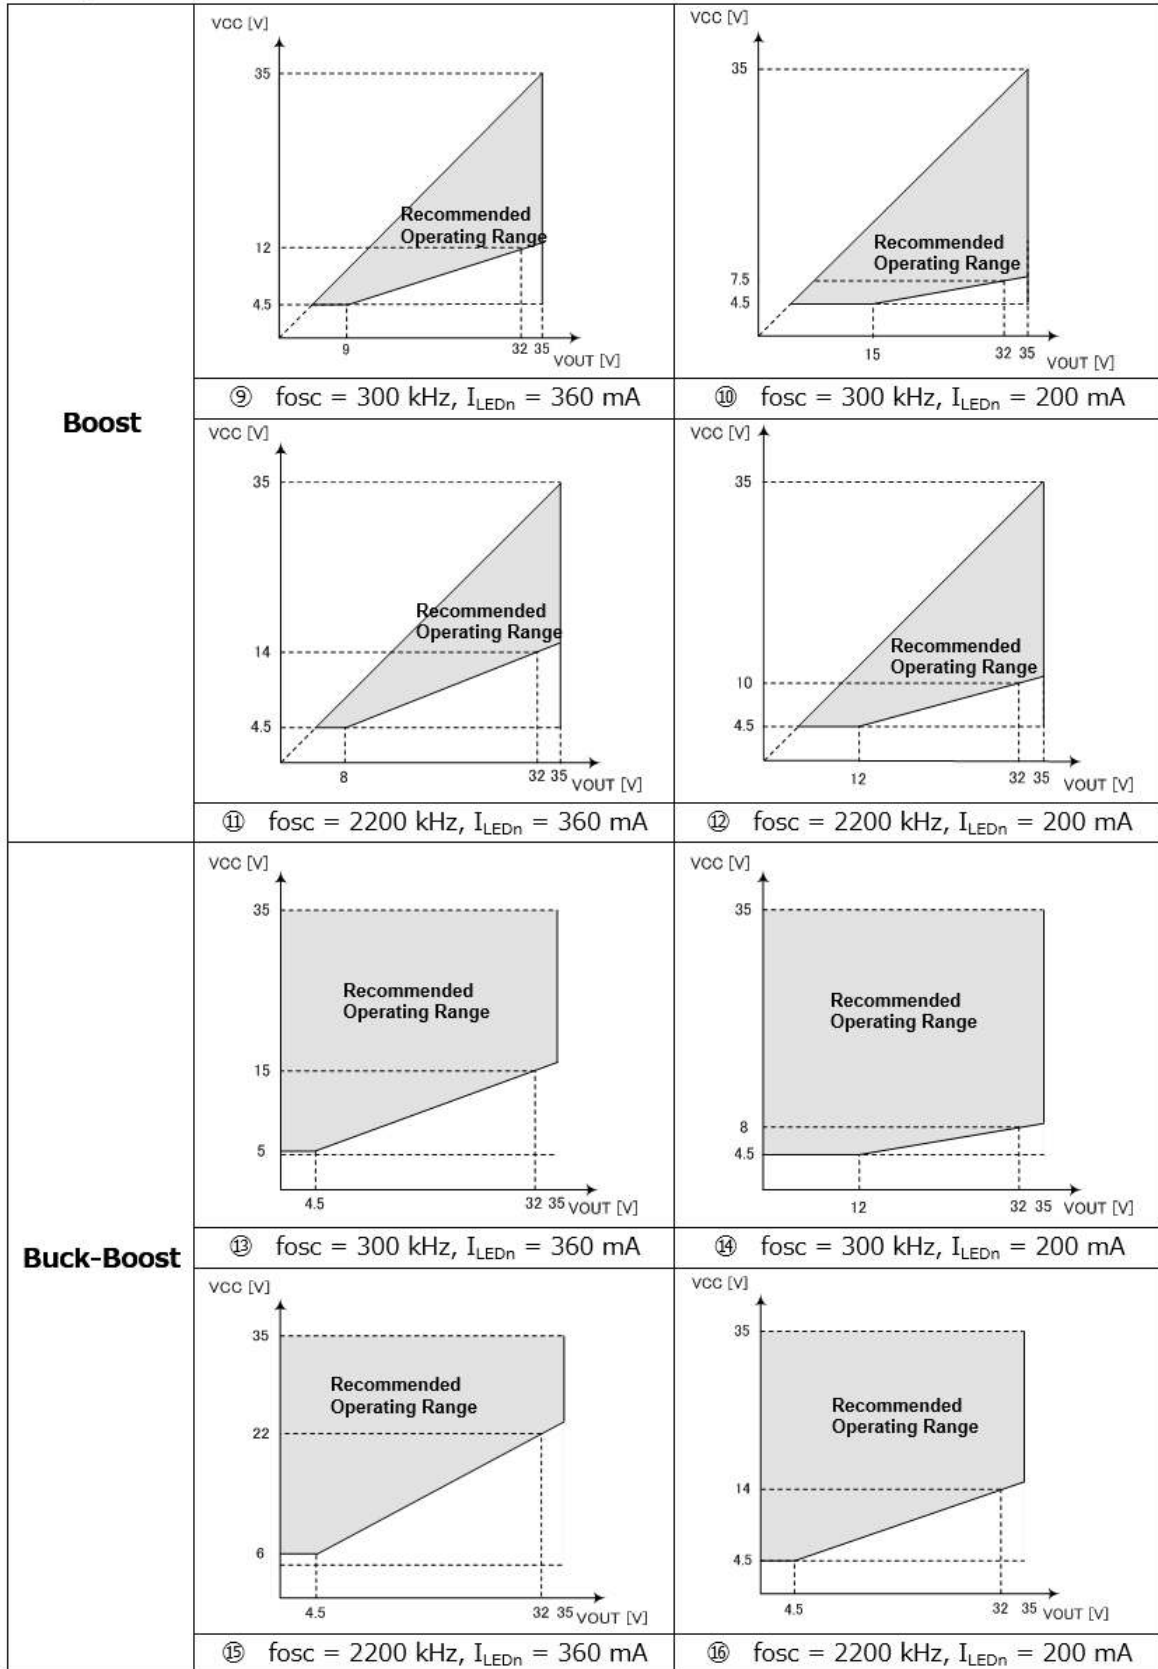 Boost
VCC [V]
35
Recommended
Operating Range
12
4.5
9
32 35
VOUT [V]
⑨ fosc = 300 kHz, ILEDn = 360 mA
VCC [V]
35
Recommended
Operating Range
7.5
4.5
15
32 35
VOUT [V]
⑩ fosc = 300 kHz, ILEDn = 200 mA
VCC [V]
35
Recommended
Operating Range
14
4.5
8
32 35
VOUT [V]
⑪ fosc = 2200 kHz, ILEDn = 360 mA
VCC [V]
35
Recommended
Operating Range
10
4.5
12
32 35
VOUT [V]
⑫ fosc = 2200 kHz, ILEDn = 200 mA
Buck-Boost
VCC [V]
35
Recommended
Operating Range
15
5
4.5
32 35
VOUT [V]
⑬ fosc = 300 kHz, ILEDn = 360 mA
VCC [V]
35
Recommended
Operating Range
8
4.5
12
32 35
VOUT [V]
⑭ fosc = 300 kHz, ILEDn = 200 mA
VCC [V]
35
Recommended
Operating Range
22
6
4.5
32 35
VOUT [V]
⑮ fosc = 2200 kHz, ILEDn = 360 mA
VCC [V]
35
Recommended
Operating Range
14
4.5
4.5
32 35
VOUT [V]
⑯ fosc = 2200 kHz, ILEDn = 200 mA